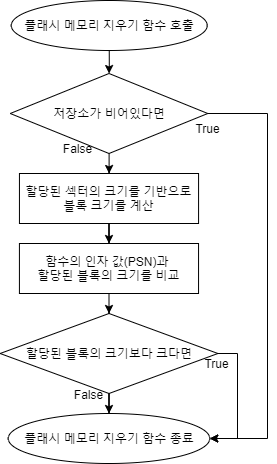 플래시 메모리 지우기 함수 호출
저장소가 비어있다면
True
False
할당된 섹터의 크기를 기반으로
블록 크기를 계산
함수의 인자 값(PSN)과
할당된 블록의 크기를 비교
할당된 블록의 크기보다 크다면
True
False
플래시 메모리 지우기 함수 종료